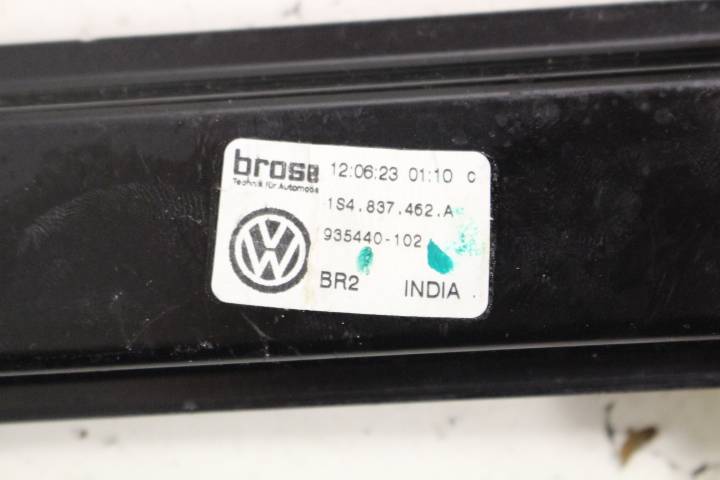 brose 12:06:23 01:10 C
Technik für Automobile
1S4.837.462.A
935440-102
BR2 INDIA